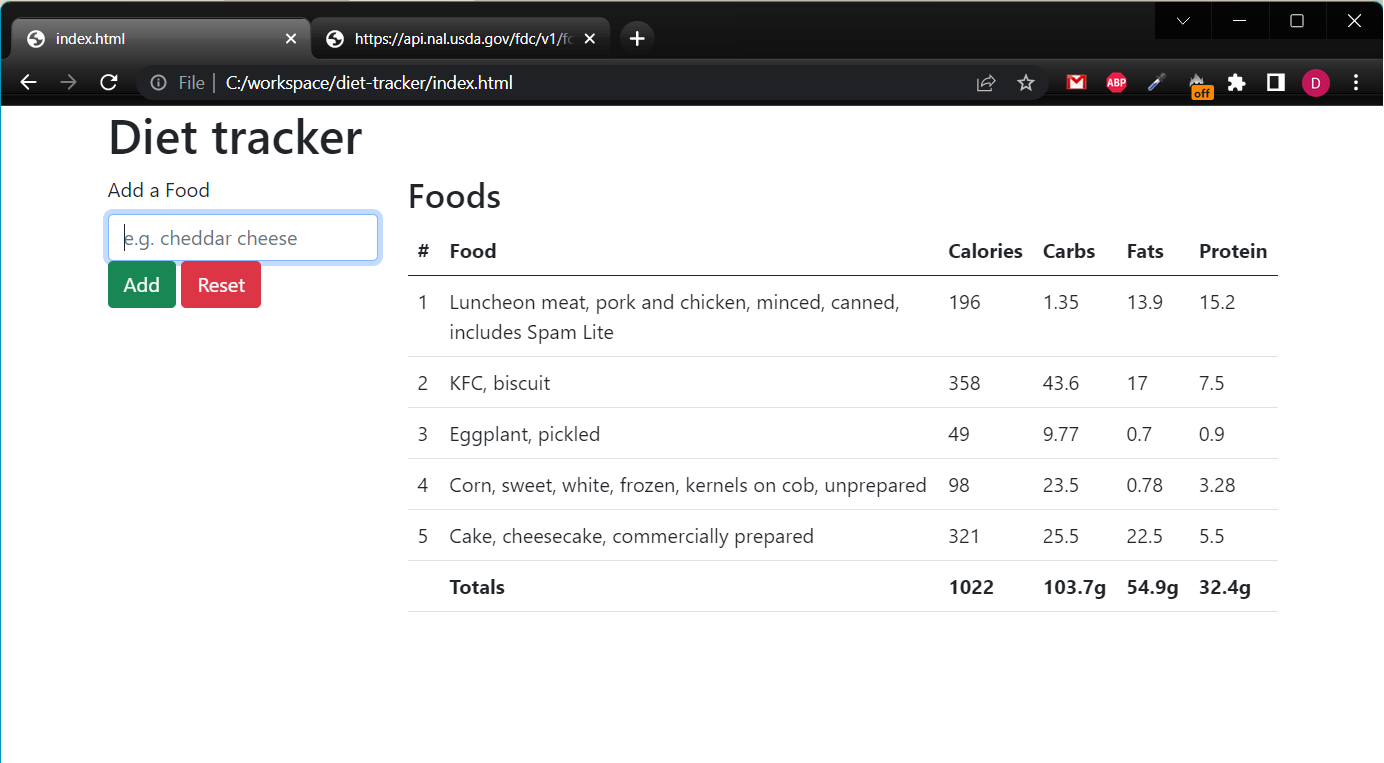 index.html
https://api.nal.usda.gov/fdc/v1/
File
C:/workspace/diet-tracker/index.html
ABP
off
D
Diet tracker
Add a Food
e.g. cheddar cheese
Add Reset
Foods
# Food Calories Carbs Fats Protein
1 Luncheon meat, pork and chicken, minced, canned, 196 1.35 13.9 15.2
includes Spam Lite
2 KFC, biscuit 358 43.6 17 7.5
3 Eggplant, pickled 49 9.77 0.7 0.9
4 Corn, sweet, white, frozen, kernels on cob, unprepared 98 23.5 0.78 3.28
5 Cake, cheesecake, commercially prepared 321 25.5 22.5 5.5
Totals 1022 103.7g 54.9g 32.4g